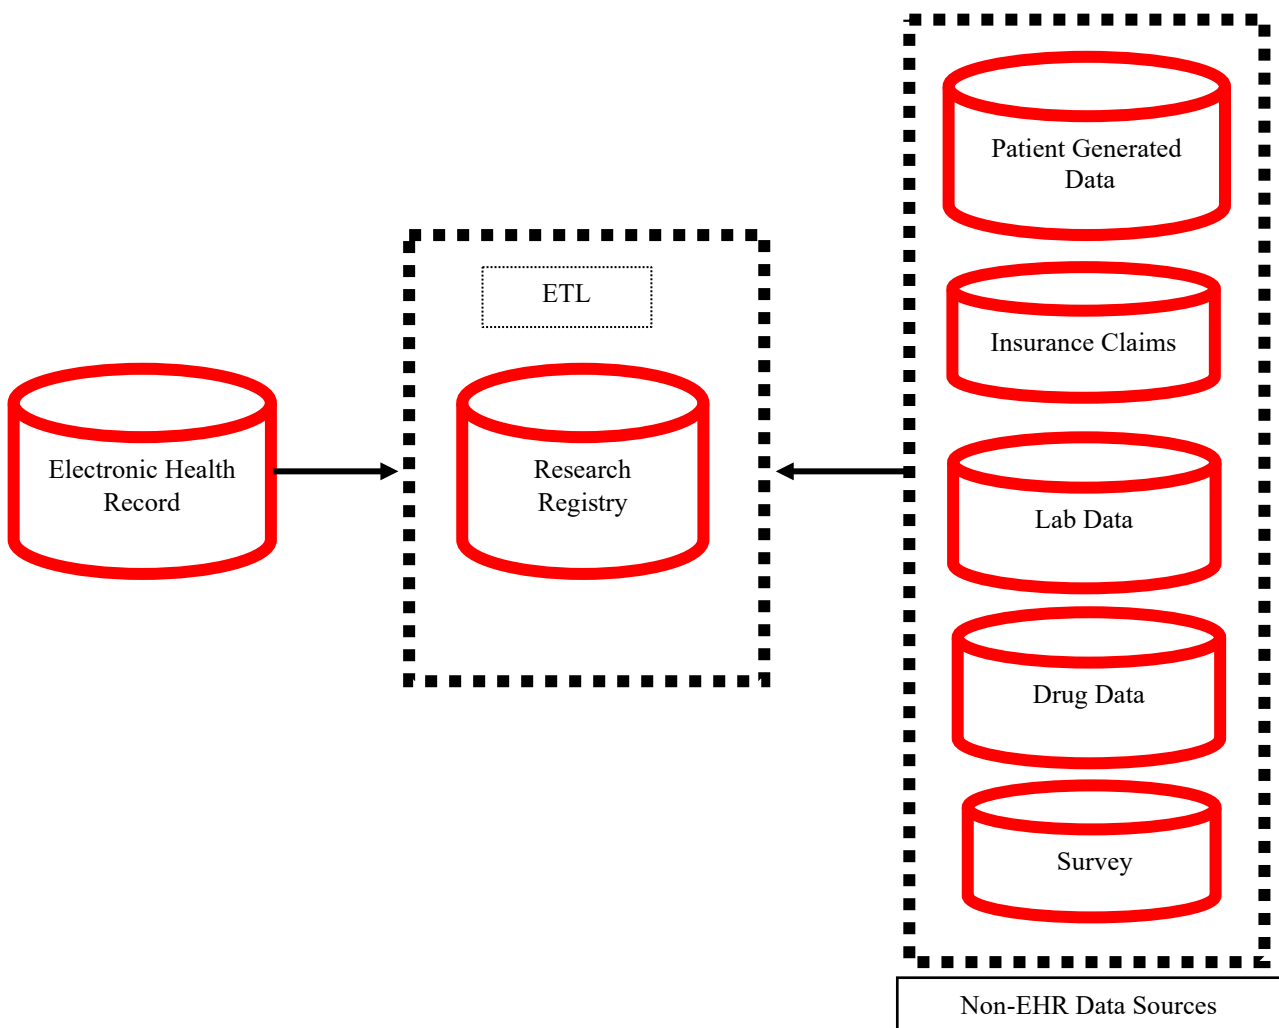 Electronic Health
Record
ETL
Research
Registry
Patient Generated
Data
Insurance Claims
Lab Data
Drug Data
Survey
Non-EHR Data Sources